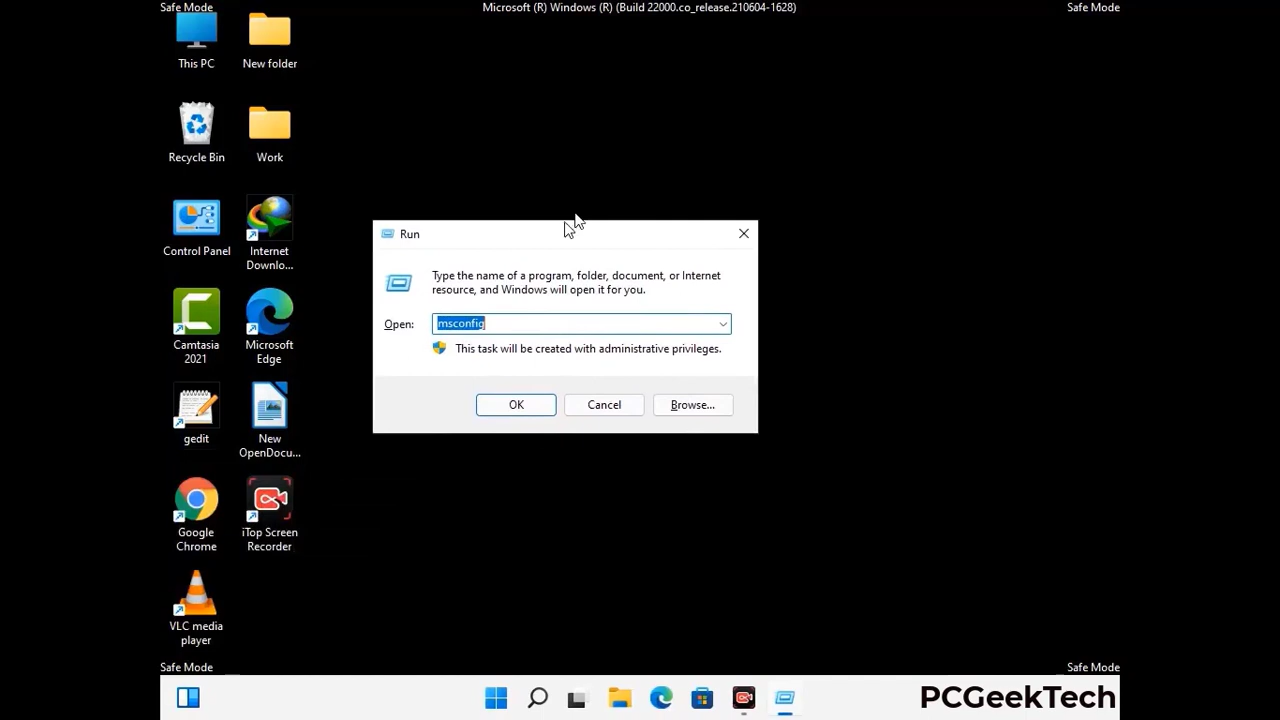 Safe Mode
Microsoft (R) Windows (R) (Build 22000.co_release.210604-1628)
Safe Mode
This PC
New folder
Recycle Bin
Work
Control Panel
Internet
Downlo...
Camtasia
2021
Microsoft
Edge
gedit
New
OpenDocu...
Google
Chrome
iTop Screen
Recorder
VLC media
player
Run
Type the name of a program, folder, document, or Internet
resource, and Windows will open it for you.
Open:
msconfig
This task will be created with administrative privileges.
OK
Cancel
Browse...
Safe Mode
Safe Mode
PCGeekTech